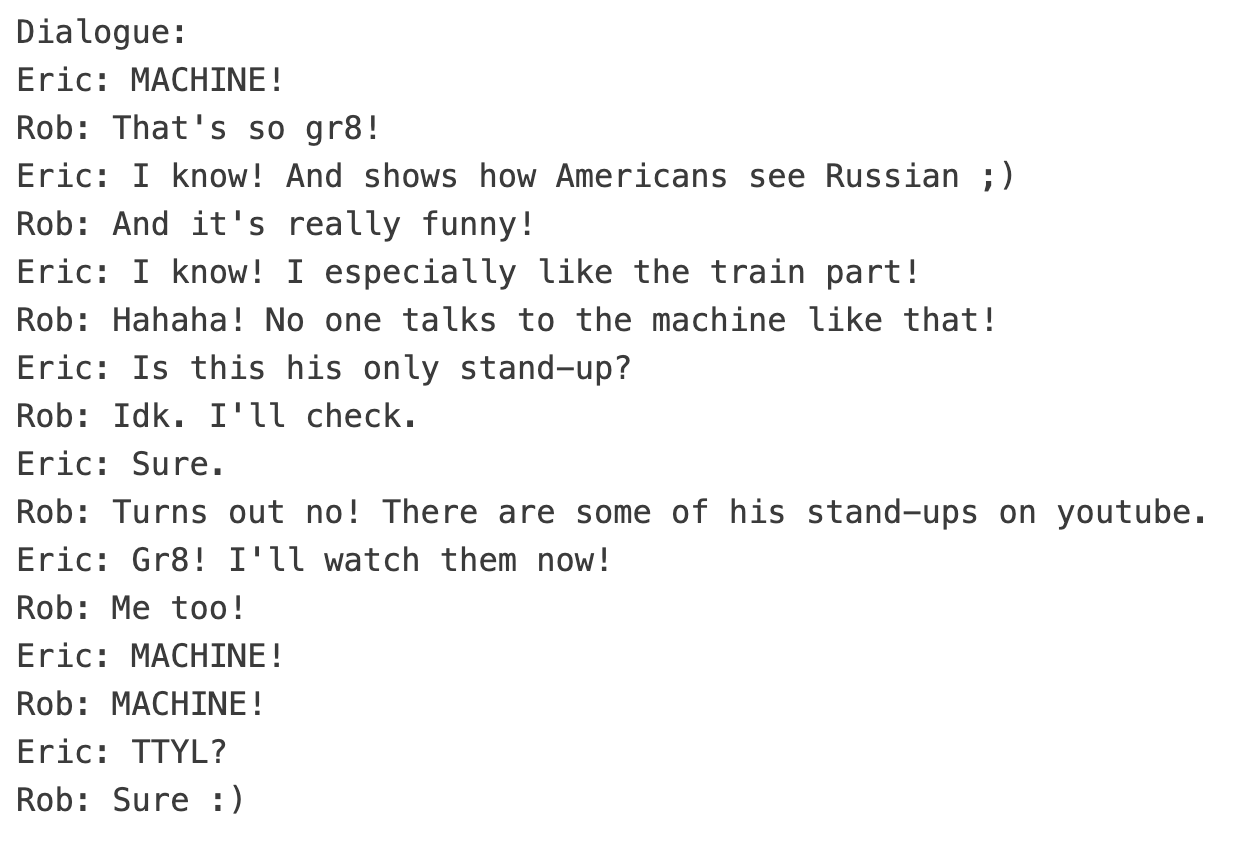 Dialogue:
Eric: MACHINE!
Rob: That's so gr8!
Eric: I know! And shows how Americans see Russian ;)
Rob: And it's really funny!
Eric: I know! I especially like the train part!
Rob: Hahaha! No one talks to the machine like that!
Eric: Is this his only stand-up?
Rob: Idk. I'll check.
Eric: Sure.
Rob: Turns out no! There are some of his stand-ups on youtube.
Eric: Gr8! I'll watch them now!
Rob: Me too!
Eric: MACHINE!
Rob: MACHINE!
Eric: TTYL?
Rob: Sure :)